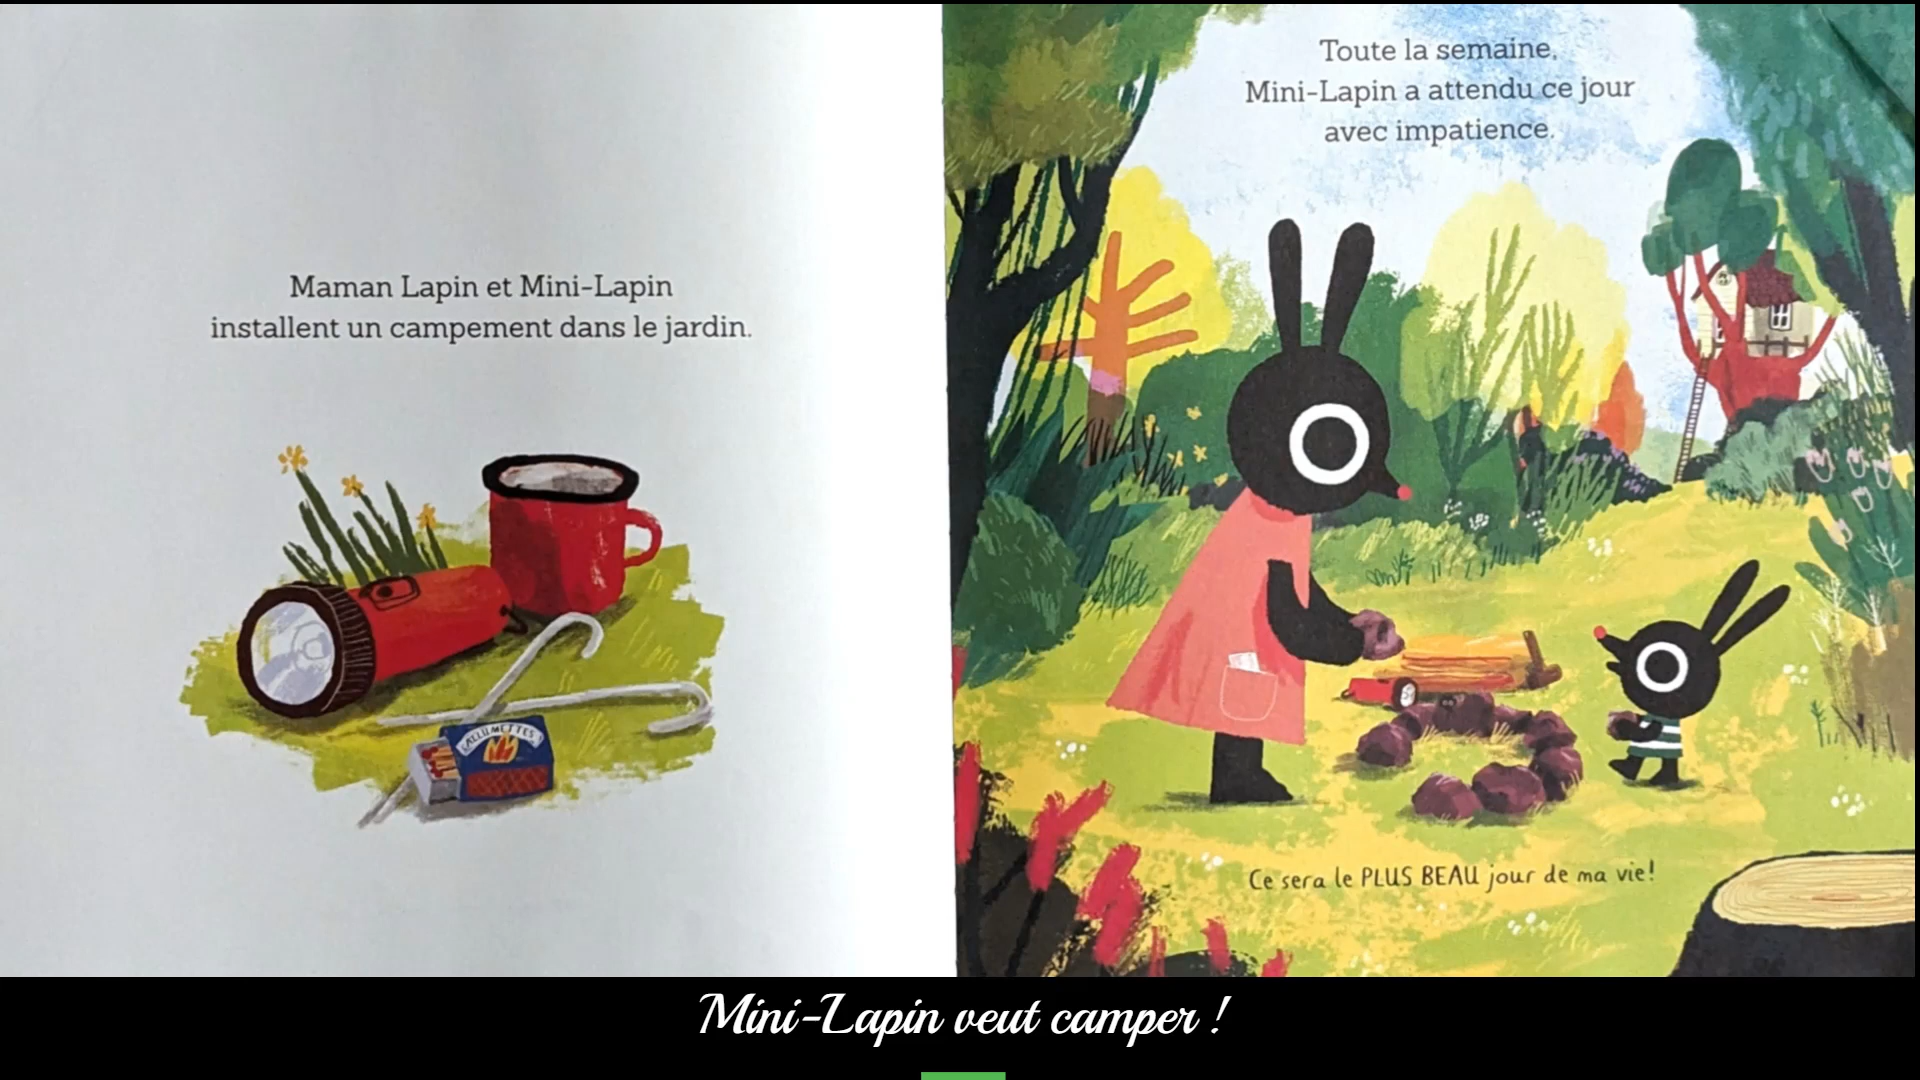 Maman Lapin et Mini-Lapin
installent un campement dans le jardin.
ALLUMETTES
Toute la semaine,
Mini-Lapin a attendu ce jour
avec impatience.
Ce sera le PLUS BEAU jour de ma vie!
Mini-Lapin veut camper !